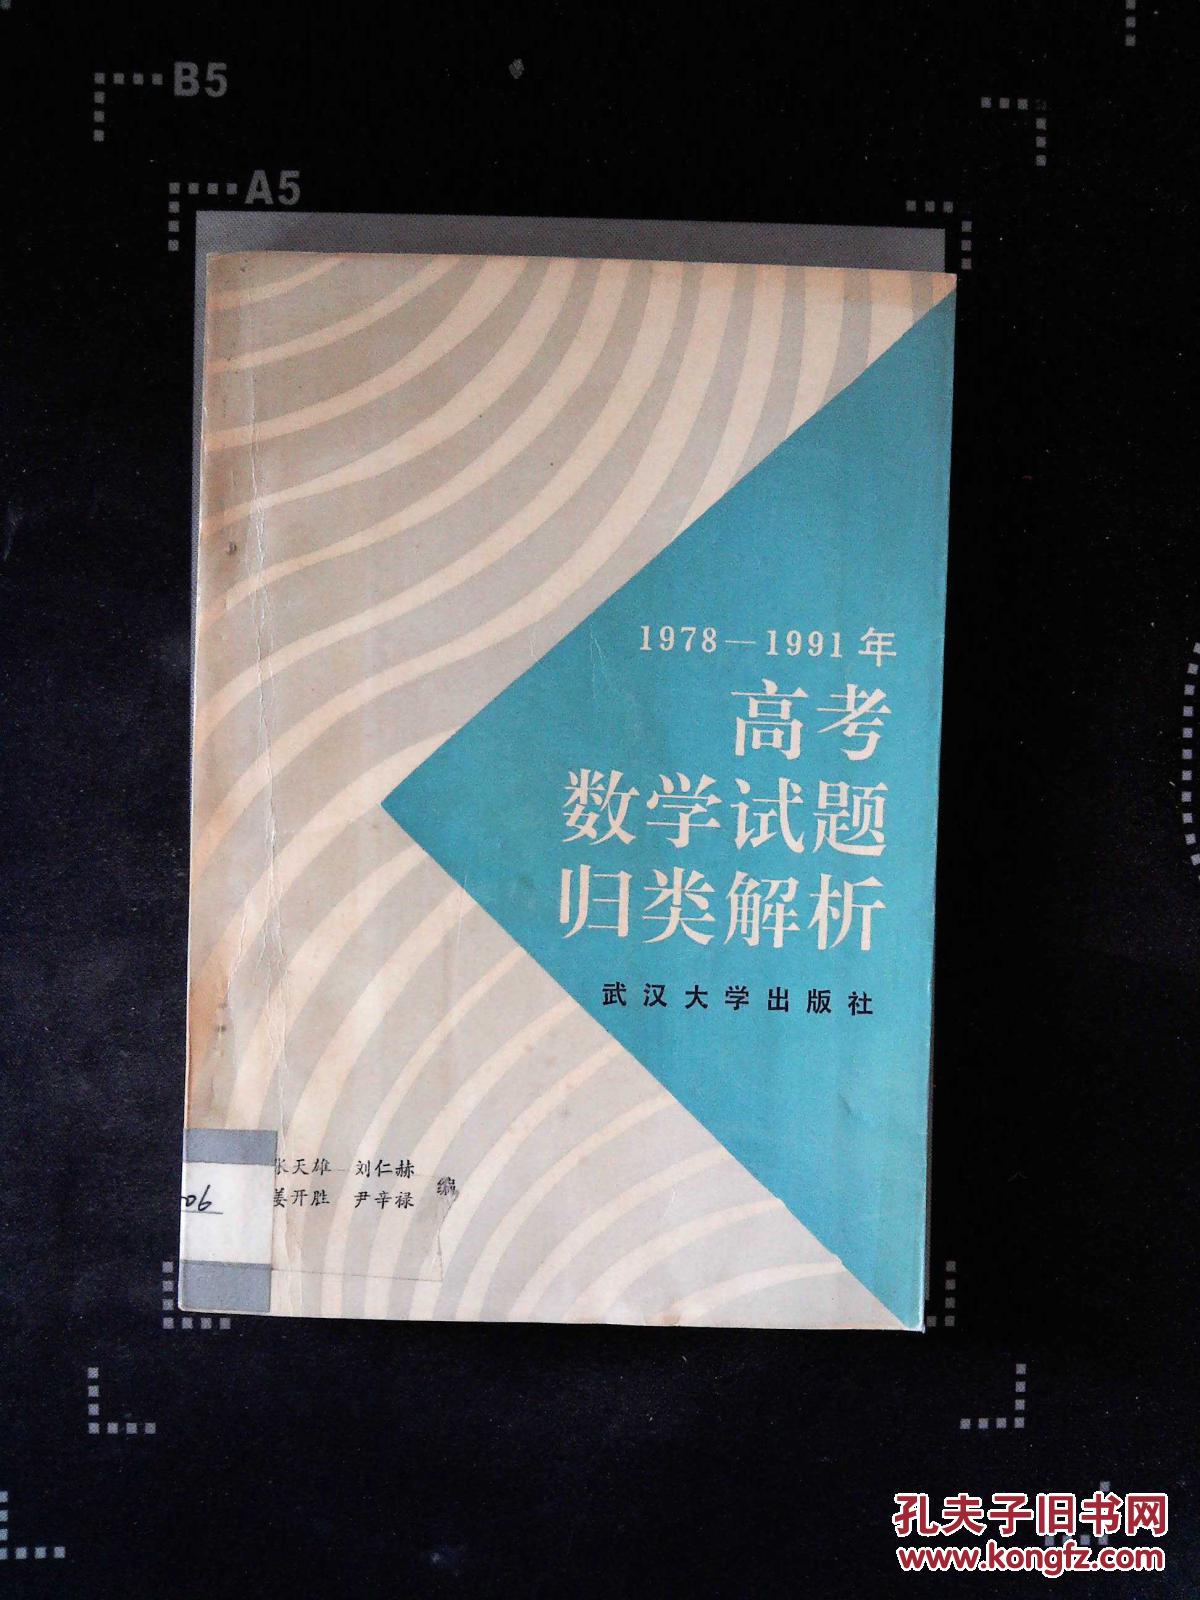 B5
A5
1978—1991年
高考
数学试题
归类解析
武汉大学出版社
张天雄 刘仁赫
姜开胜 尹辛禄
编
06
孔夫子旧书网
www.kongfz.com